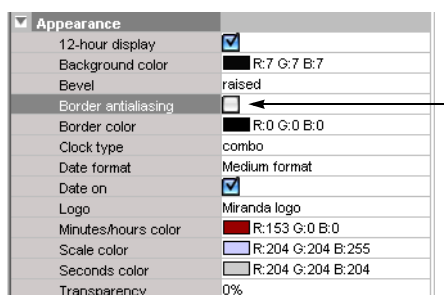 Appearance
12-hour display
Background color R:7 G:7 B:7
Bevel raised
Border antialiasing
Border color R:0 G:0 B:0
Clock type combo
Date format Medium format
Date on
Logo Miranda logo
Minutes/hours color R:153 G:0 B:0
Scale color R:204 G:204 B:255
Seconds color R:204 G:204 B:204
Transparency 0%